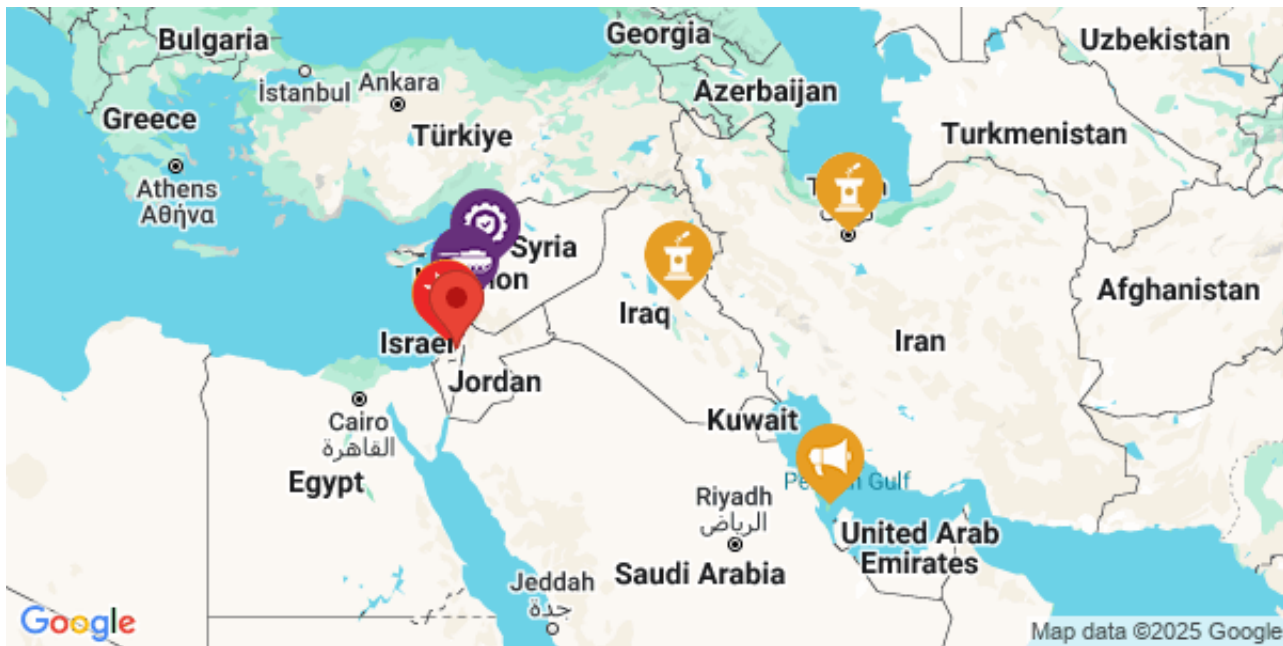 Bulgaria
Georgia
Uzbekistan
İstanbul
Ankara
Azerbaijan
Greece
Türkiye
Turkmenistan
Athens
Αθήνα
Syria
Afghanistan
Iraq
Iran
Israel
Jordan
Cairo
القاهرة
Kuwait
Egypt
Gulf
Riyadh
الرياض
United Arab
Emirates
Saudi Arabia
Jeddah
جدة
Google
Map data ©2025 Google